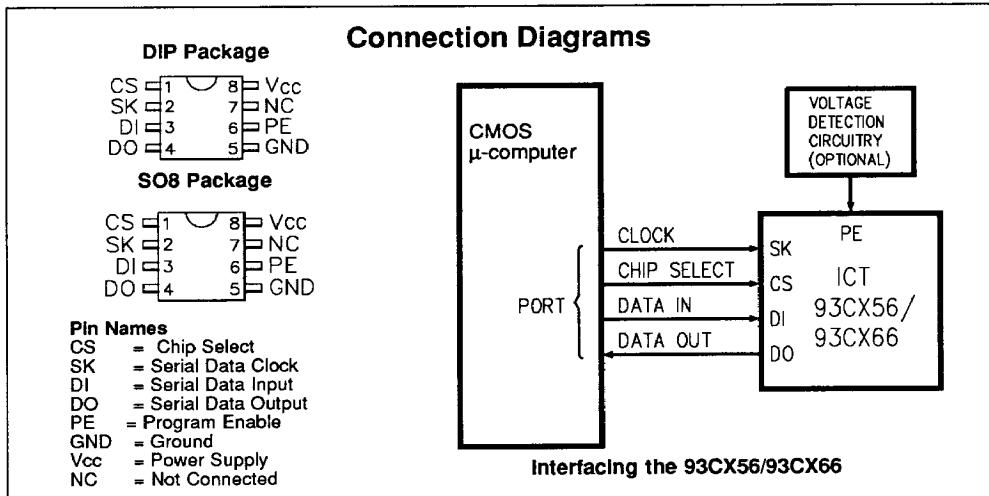 Connection Diagrams
DIP Package
CS 1 8 Vcc
SK 2 7 NC
DI 3 6 PE
DO 4 5 GND
SO8 Package
CS 1 8 Vcc
SK 2 7 NC
DI 3 6 PE
DO 4 5 GND
Pin Names
CS = Chip Select
SK = Serial Data Clock
DI = Serial Data Input
DO = Serial Data Output
PE = Program Enable
GND = Ground
Vcc = Power Supply
NC = Not Connected
CMOS
μ-computer
PORT
CLOCK
CHIP SELECT
DATA IN
DATA OUT
VOLTAGE
DETECTION
CIRCUITRY
(OPTIONAL)
PE
SK
CS
DI
DO
ICT
93CX56/
93CX66
Interfacing the 93CX56/93CX66